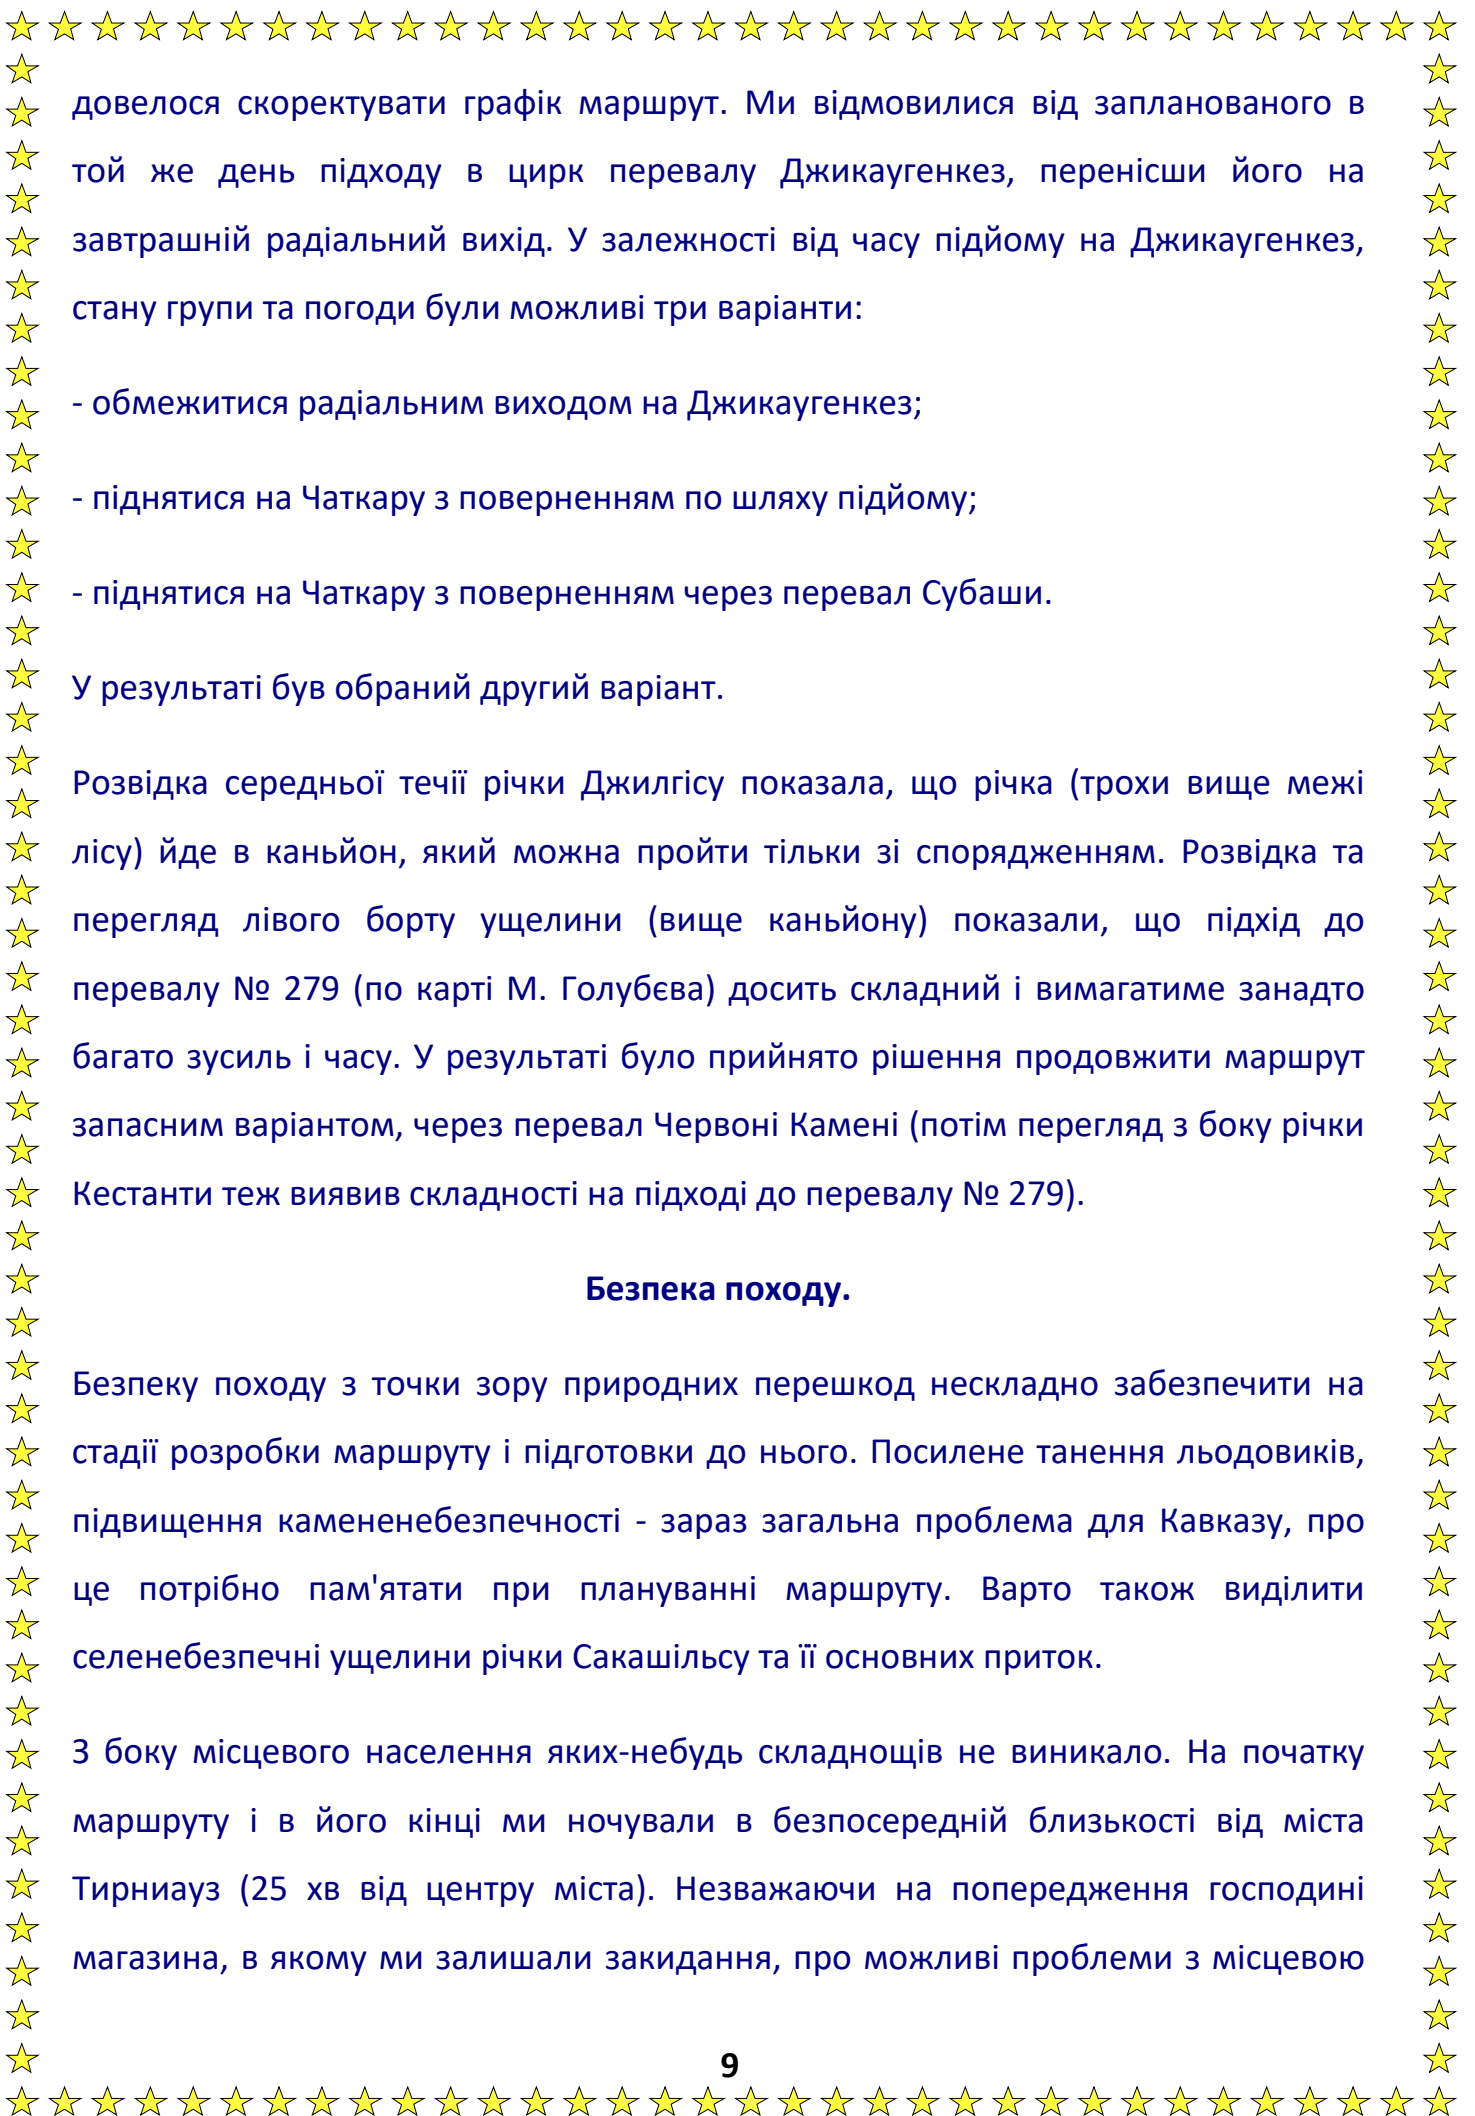 довелося скоректувати графік маршрут. Ми відмовилися від запланованого в
той же день підходу в цирк перевалу Джикаугенкез, перенісши його на
завтрашній радіальний вихід. У залежності від часу підйому на Джикаугенкез,
стану групи та погоди були можливі три варіанти:
- обмежитися радіальним виходом на Джикаугенкез;
- піднятися на Чаткару з поверненням по шляху підйому;
- піднятися на Чаткару з поверненням через перевал Субаши.
У результаті був обраний другий варіант.
Розвідка середньої течії річки Джилгісу показала, що річка (трохи вище межі
лісу) йде в каньйон, який можна пройти тільки зі спорядженням. Розвідка та
перегляд лівого борту ущелини (вище каньйону) показали, що підхід до
перевалу № 279 (по карті М. Голубєва) досить складний і вимагатиме занадто
багато зусиль і часу. У результаті було прийнято рішення продовжити маршрут
запасним варіантом, через перевал Червоні Камені (потім перегляд з боку річки
Кестанти теж виявив складності на підході до перевалу № 279).
Безпека походу.
Безпеку походу з точки зору природних перешкод нескладно забезпечити на
стадії розробки маршруту і підготовки до нього. Посилене танення льодовиків,
підвищення камененебезпечності - зараз загальна проблема для Кавказу, про
це потрібно пам'ятати при плануванні маршруту. Варто також виділити
селенебезпечні ущелини річки Сакашільсу та її основних приток.
З боку місцевого населення яких-небудь складнощів не виникало. На початку
маршруту і в його кінці ми ночували в безпосередній близькості від міста
Тирниауз (25 хв від центру міста). Незважаючи на попередження господині
магазина, в якому ми залишали закидання, про можливі проблеми з місцевою
9